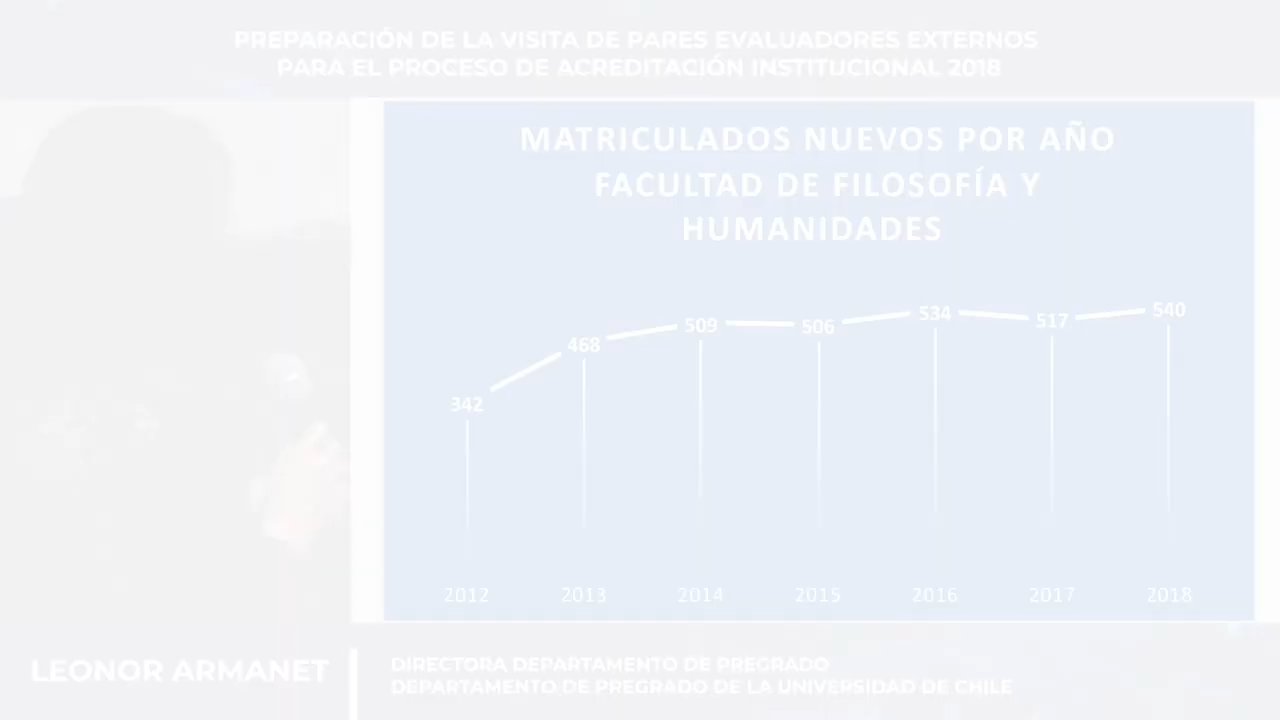 PREPARACIÓN DE LA VISITA DE PARES EVALUADORES EXTERNOS
PARA EL PROCESO DE ACREDITACIÓN INSTITUCIONAL 2018
MATRICULADOS NUEVOS POR AÑO
FACULTAD DE FILOSOFÍA Y
HUMANIDADES
342
468
509
506
534
517
540
2012
2013
2014
2015
2016
2017
2018
LEONOR ARMANET
DIRECTORA DEPARTAMENTO DE PREGRADO
DEPARTAMENTO DE PREGRADO DE LA UNIVERSIDAD DE CHILE